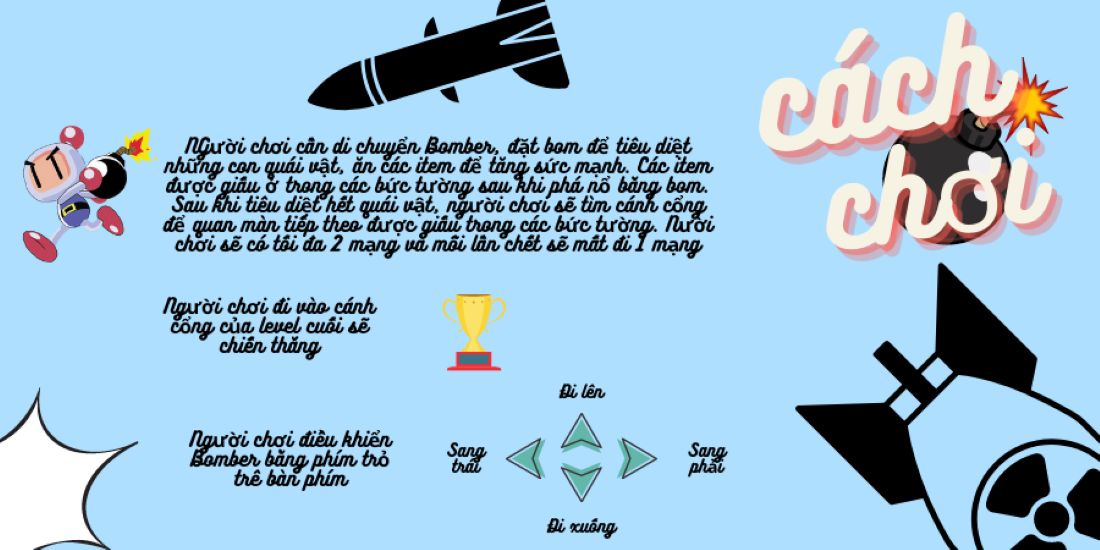 cách
chơi
NGười chơi cần di chuyển Bomber, đặt bom để tiêu diệt
những con quái vật, ăn các item để tăng sức mạnh. Các item
được giấu ở trong các bức tường sau khi phá nổ bằng bom.
Sau khi tiêu diệt hết quái vật, người chơi sẽ tìm cánh cổng
để quan màn tiếp theo được giấu trong các bức tường. Nười
chơi sẽ có tối đa 2 mạng và mỗi lần chết sẽ mất đi 1 mạng
Người chơi đi vào cánh
cổng của level cuối sẽ
chiến thắng
Đi lên
Người chơi điều khiển
Bomber bằng phím trỏ
trê bàn phím
Sang
trái
Sang
phải
Đi xuống